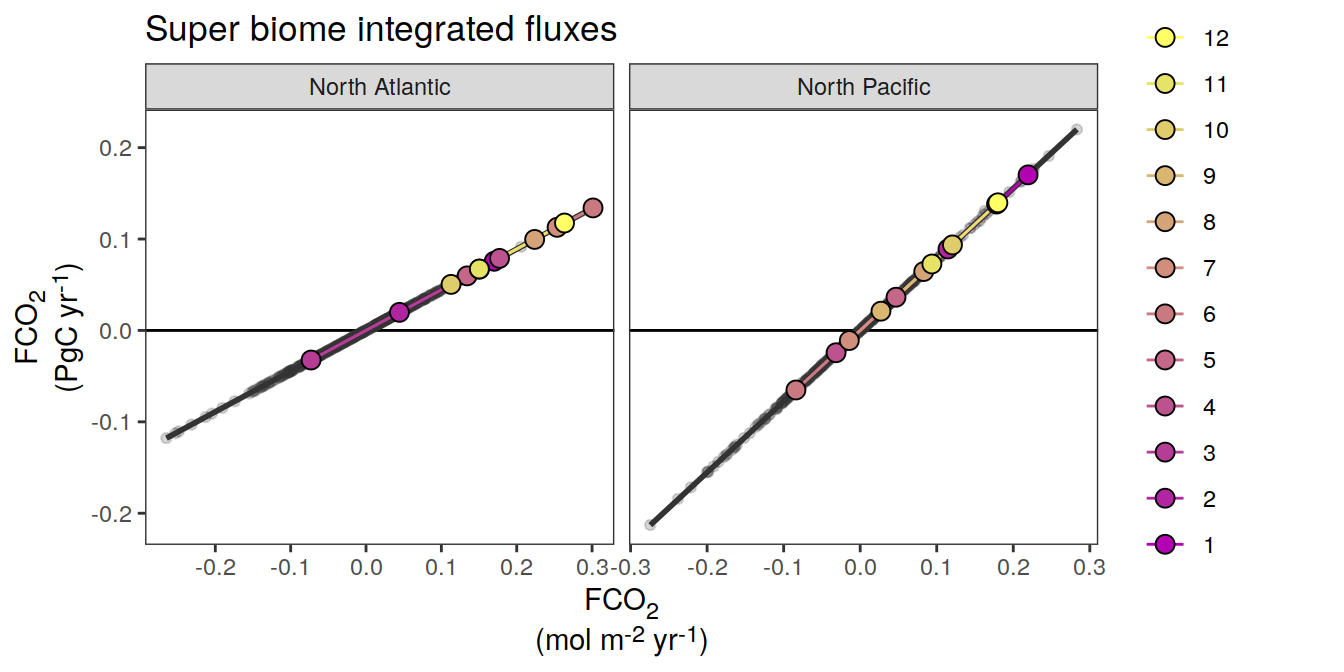 Super biome integrated fluxes
North Atlantic
North Pacific
FCO₂
(PgC yr⁻¹)
0.2
0.1
0.0
-0.1
-0.2
-0.2 -0.1 0.0 0.1 0.2 0.3
-0.3 -0.2 -0.1 0.0 0.1 0.2 0.3
FCO₂
(mol m⁻² yr⁻¹)
12
11
10
9
8
7
6
5
4
3
2
1